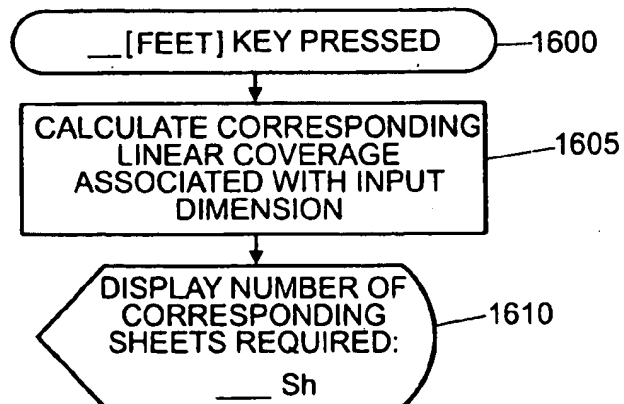 __[FEET] KEY PRESSED
1600
CALCULATE CORRESPONDING
LINEAR COVERAGE
ASSOCIATED WITH INPUT
DIMENSION
1605
DISPLAY NUMBER OF
CORRESPONDING
SHEETS REQUIRED:
___ Sh
1610